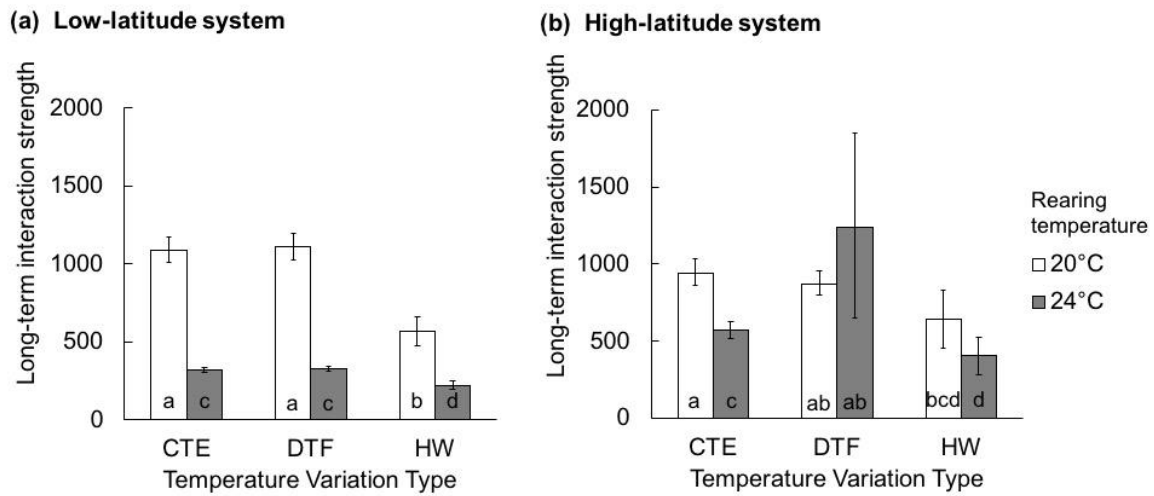 (a) Low-latitude system
Long-term interaction strength
2000
1500
1000
500
0
a
c
a
c
b
d
CTE
DTF
HW
Temperature Variation Type
(b) High-latitude system
Long-term interaction strength
2000
1500
1000
500
0
a
c
ab
ab
bcd
d
CTE
DTF
HW
Temperature Variation Type
Rearing
temperature
20°C
24°C